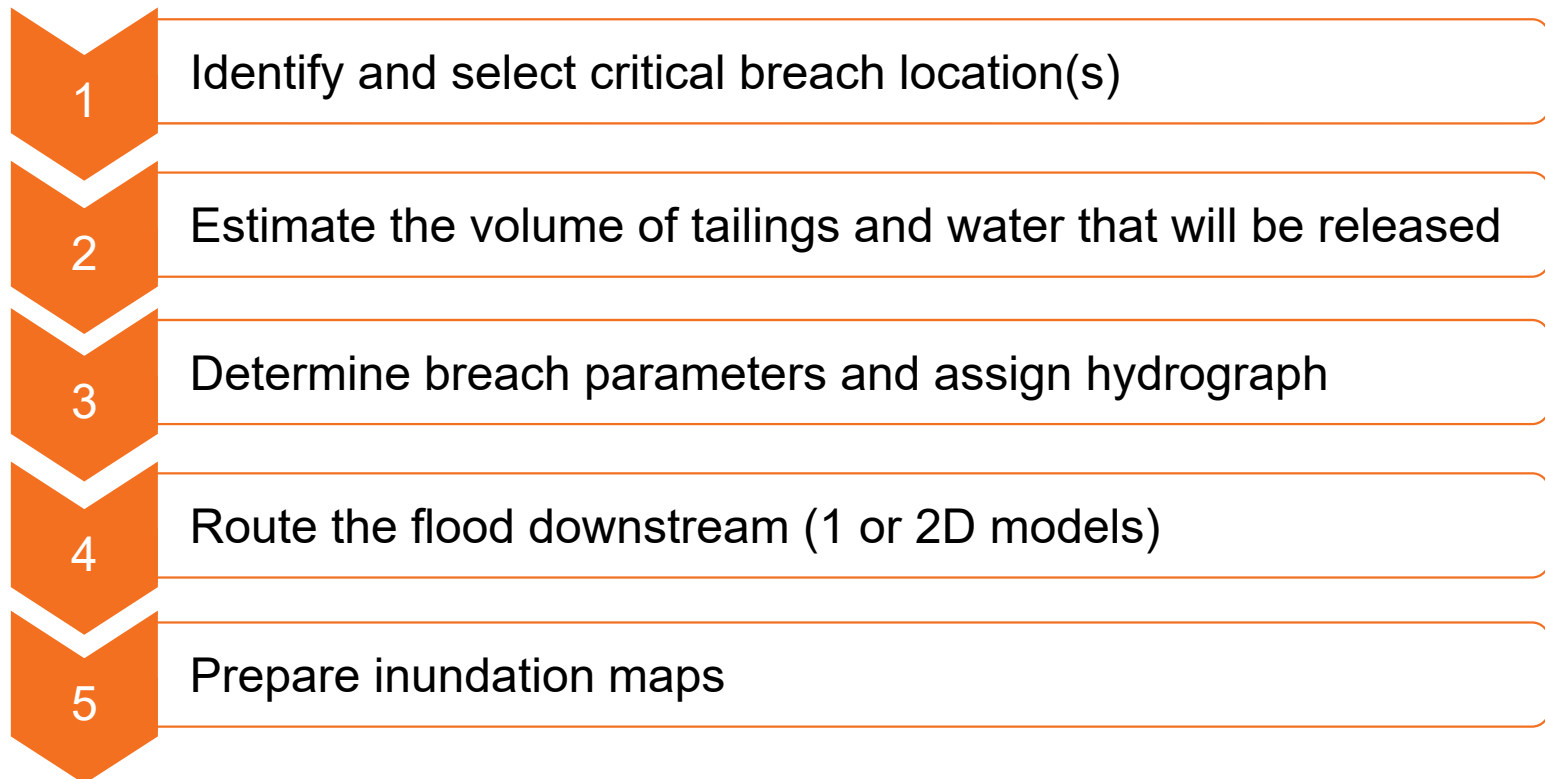 1
Identify and select critical breach location(s)
2
Estimate the volume of tailings and water that will be released
3
Determine breach parameters and assign hydrograph
4
Route the flood downstream (1 or 2D models)
5
Prepare inundation maps